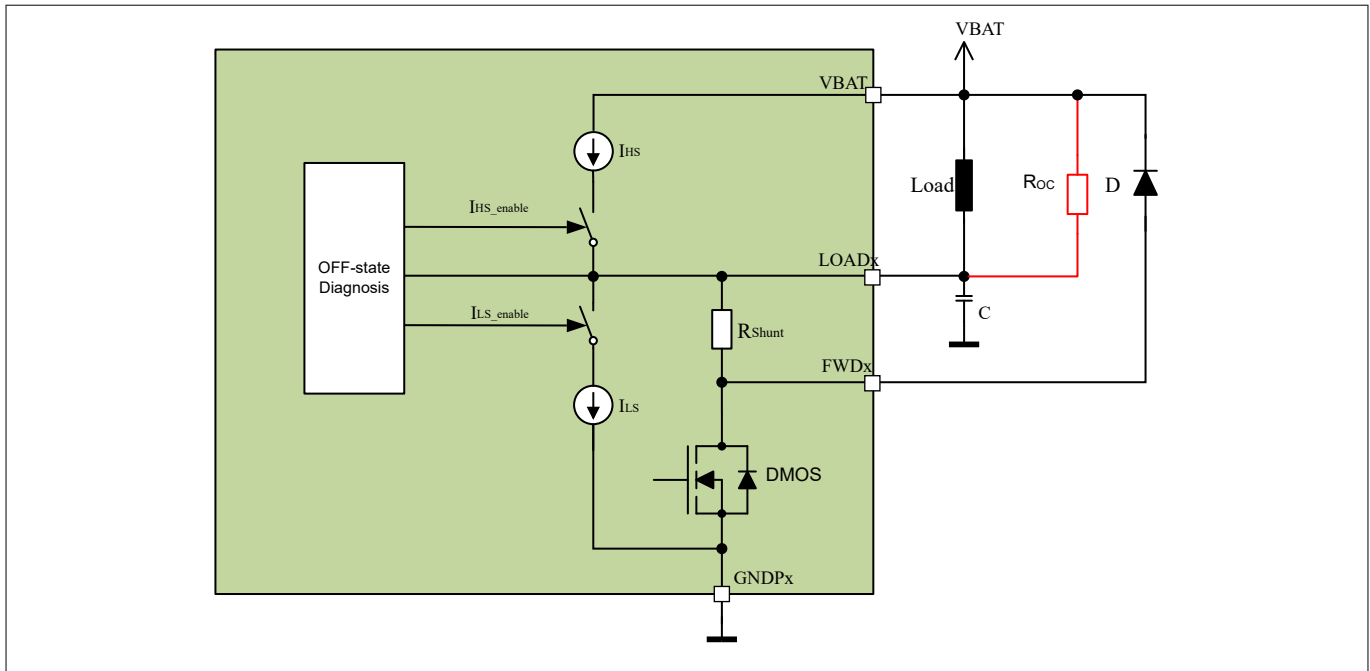 VBAT
VBAT
IHS
Load
ROC
D
IHS_enable
LOADx
OFF-state
Diagnosis
ILS_enable
RShunt
C
FWDx
ILS
DMOS
GNDPx